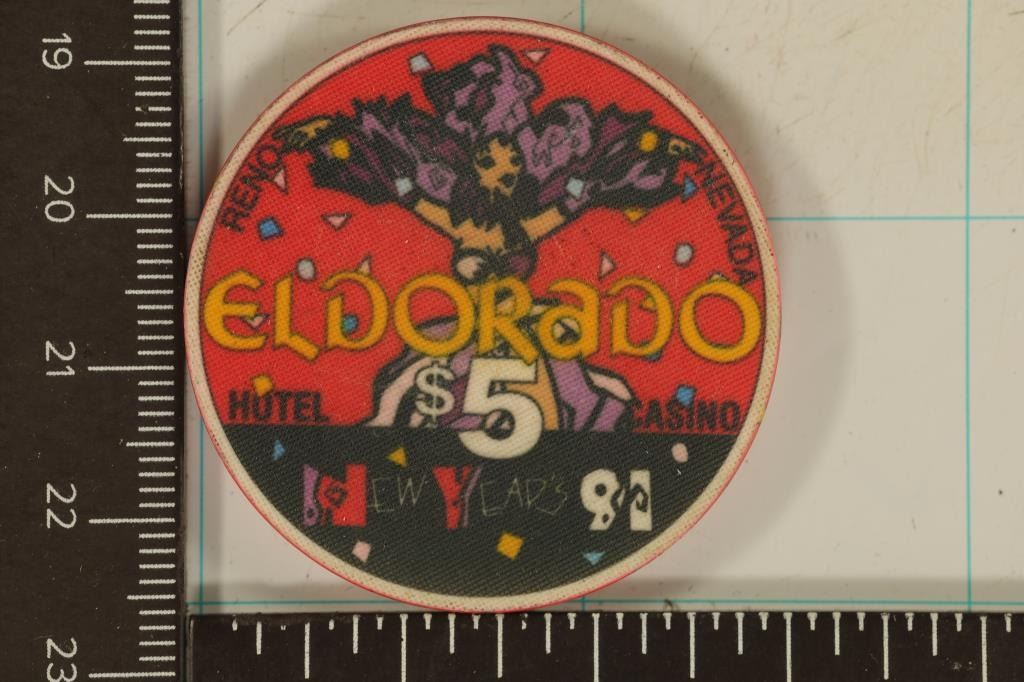 19
20
21
22
23
RENO
NEVADA
ELDORADO
HOTEL
CASINO
$5
NEW YEAR'S 91